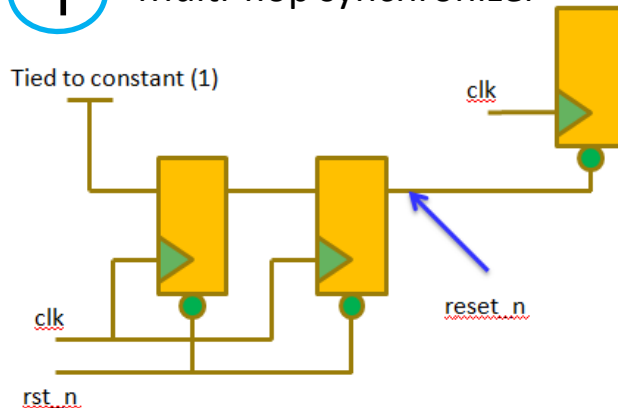 Tied to constant (1)
clk
clk
reset_n
rst_n